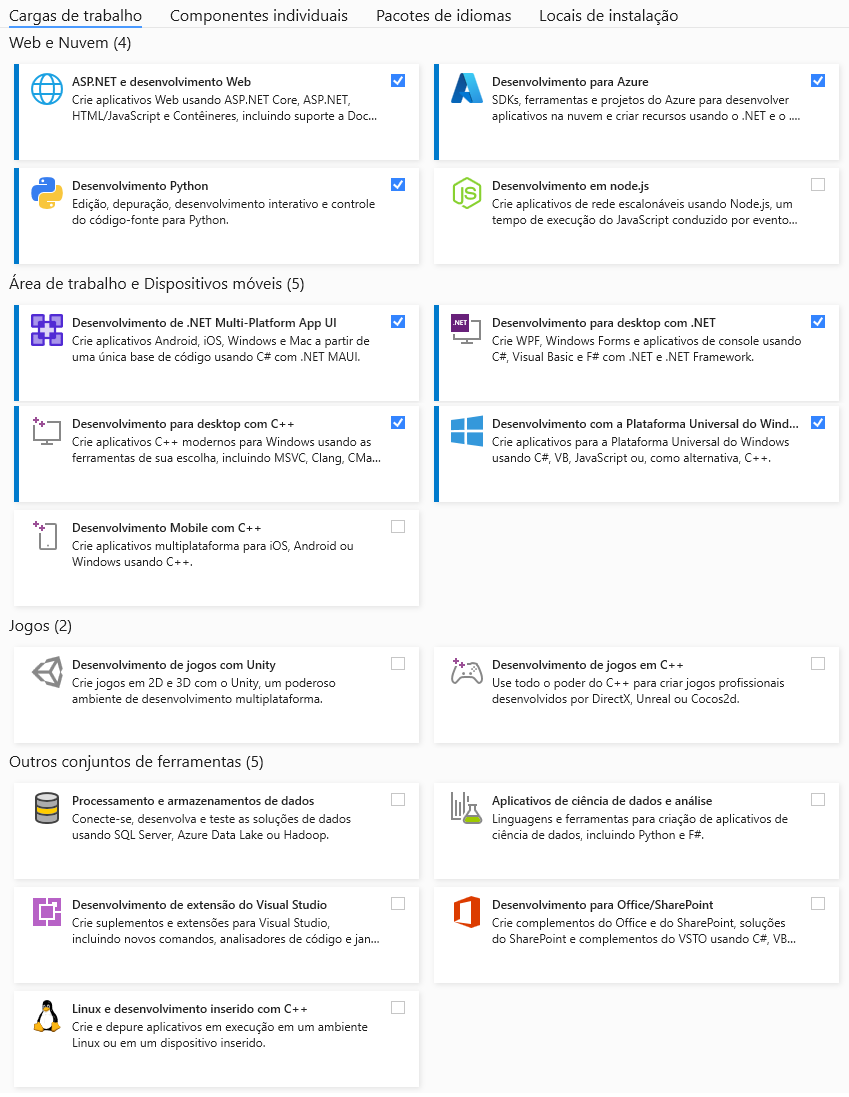 Cargas de trabalho Componentes individuais Pacotes de idiomas Locais de instalação
Web e Nuvem (4)
ASP.NET e desenvolvimento Web
Crie aplicativos Web usando ASP.NET Core, ASP.NET,
HTML/JavaScript e Contêineres, incluindo suporte a Doc...
Desenvolvimento para Azure
SDKs, ferramentas e projetos do Azure para desenvolver
aplicativos na nuvem e criar recursos usando o .NET e o ....
Desenvolvimento Python
Edição, depuração, desenvolvimento interativo e controle
do código-fonte para Python.
JS
Desenvolvimento em node.js
Crie aplicativos de rede escalonáveis usando Node.js, um
tempo de execução do JavaScript conduzido por evento...
Área de trabalho e Dispositivos móveis (5)
Desenvolvimento de .NET Multi-Platform App UI
Crie aplicativos Android, iOS, Windows e Mac a partir de
uma única base de código usando C# com .NET MAUI.
.NET
Desenvolvimento para desktop com .NET
Crie WPF, Windows Forms e aplicativos de console usando
C#, Visual Basic e F# com .NET e .NET Framework.
Desenvolvimento para desktop com C++
Crie aplicativos C++ modernos para Windows usando as
ferramentas de sua escolha, incluindo MSVC, Clang, CMa...
Desenvolvimento com a Plataforma Universal do Wind...
Crie aplicativos para a Plataforma Universal do Windows
usando C#, VB, JavaScript ou, como alternativa, C++.
Desenvolvimento Mobile com C++
Crie aplicativos multiplataforma para iOS, Android ou
Windows usando C++.
Jogos (2)
Desenvolvimento de jogos com Unity
Crie jogos em 2D e 3D com o Unity, um poderoso
ambiente de desenvolvimento multiplataforma.
Desenvolvimento de jogos em C++
Use todo o poder do C++ para criar jogos profissionais
desenvolvidos por DirectX, Unreal ou Cocos2d.
Outros conjuntos de ferramentas (5)
Processamento e armazenamentos de dados
Conecte-se, desenvolva e teste as soluções de dados
usando SQL Server, Azure Data Lake ou Hadoop.
Aplicativos de ciência de dados e análise
Linguagens e ferramentas para criação de aplicativos de
ciência de dados, incluindo Python e F#.
Desenvolvimento de extensão do Visual Studio
Crie suplementos e extensões para Visual Studio,
incluindo novos comandos, analisadores de código e jan...
Desenvolvimento para Office/SharePoint
Crie complementos do Office e do SharePoint, soluções
do SharePoint e complementos do VSTO usando C#, VB...
Linux e desenvolvimento inserido com C++
Crie e depure aplicativos em execução em um ambiente
Linux ou em um dispositivo inserido.